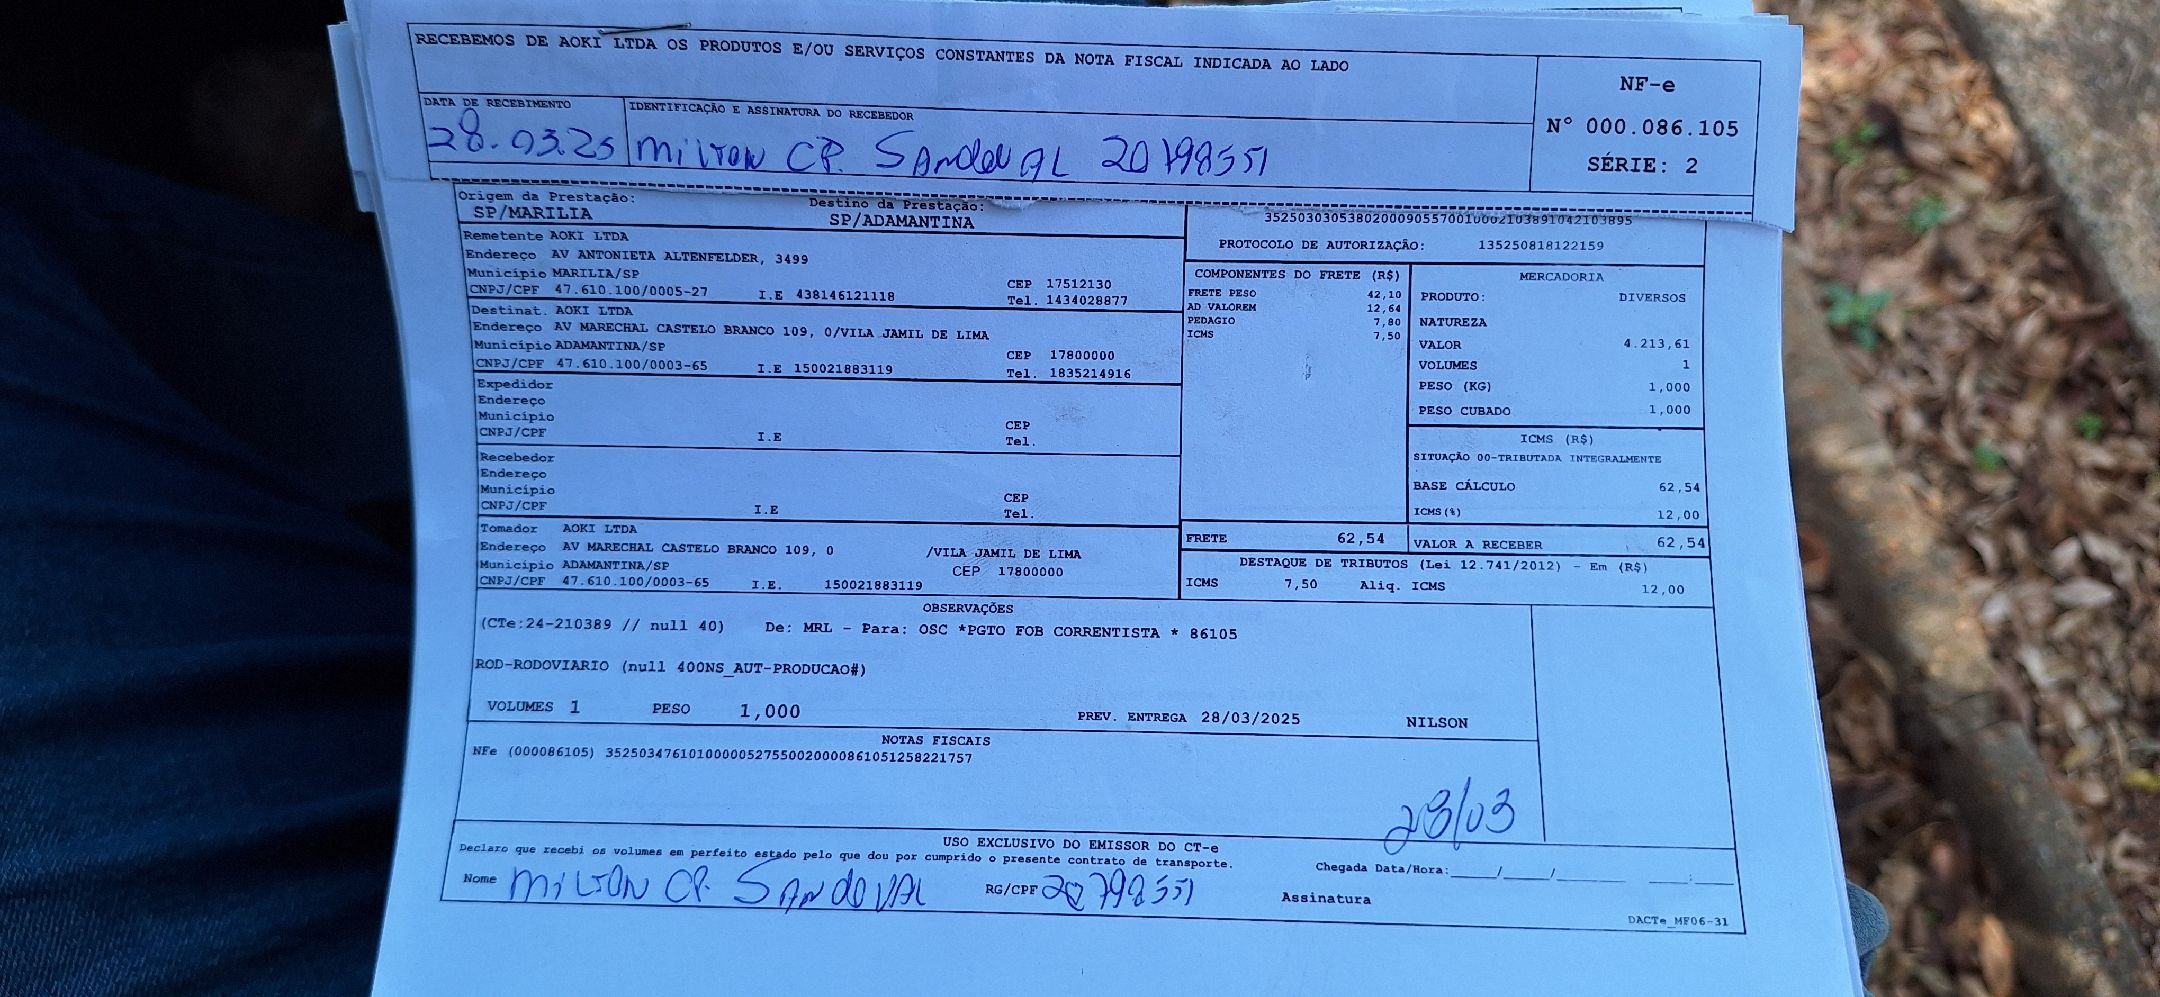 RECEBEMOS DE AOKI LTDA OS PRODUTOS E/OU SERVIÇOS CONSTANTES DA NOTA FISCAL INDICADA AO LADO
NF-e
Nº 000.086.105
SÉRIE: 2
DATA DE RECEBIMENTO
IDENTIFICAÇÃO E ASSINATURA DO RECEBEDOR
28.03.25 MILTON CP. SANDOVAL 20798551
Origem da Prestação:
SP/MARILIA
Destino da Prestação:
SP/ADAMANTINA
Remetente AOKI LTDA
Endereço AV ANTONIETA ALTENFELDER, 3499
Município MARILIA/SP CEP 17512130
CNPJ/CPF 47.610.100/0005-27 I.E 438146121118 Tel. 1434028877
Destinat. AOKI LTDA
Endereço AV MARECHAL CASTELO BRANCO 109, 0/VILA JAMIL DE LIMA
Município ADAMANTINA/SP CEP 17800000
CNPJ/CPF 47.610.100/0003-65 I.E 150021883119 Tel. 1835214916
Expedidor
Endereço
Município CEP
CNPJ/CPF I.E Tel.
Recebedor
Endereço
Município CEP
CNPJ/CPF I.E Tel.
Tomador AOKI LTDA
Endereço AV MARECHAL CASTELO BRANCO 109, 0 /VILA JAMIL DE LIMA
Município ADAMANTINA/SP CEP 17800000
CNPJ/CPF 47.610.100/0003-65 I.E. 150021883119
35250303053802000905570010002103891042103895
PROTOCOLO DE AUTORIZAÇÃO: 135250818122159
COMPONENTES DO FRETE (R$)
FRETE PESO 42,10
AD VALOREM 12,64
PEDAGIO 7,80
ICMS 7,50
MERCADORIA
PRODUTO: DIVERSOS
NATUREZA
VALOR 4.213,61
VOLUMES 1
PESO (KG) 1,000
PESO CUBADO 1,000
ICMS (R$)
SITUAÇÃO 00-TRIBUTADA INTEGRALMENTE
BASE CÁLCULO 62,54
ICMS(%) 12,00
FRETE 62,54 VALOR A RECEBER 62,54
DESTAQUE DE TRIBUTOS (Lei 12.741/2012) - Em (R$)
ICMS 7,50 Aliq. ICMS 12,00
OBSERVAÇÕES
(CTe:24-210389 // null 40) De: MRL - Para: OSC *PGTO FOB CORRENTISTA * 86105
ROD-RODOVIARIO (null 400NS_AUT-PRODUCAO#)
VOLUMES 1 PESO 1,000 PREV. ENTREGA 28/03/2025 NILSON
NOTAS FISCAIS
NFe (000086105) 35250347610100000527550020000861051258221757
28/03
USO EXCLUSIVO DO EMISSOR DO CT-e
Declaro que recebi os volumes em perfeito estado pelo que dou por cumprido o presente contrato de transporte.
Chegada Data/Hora:____/____/______ ____:____
Nome MILTON CP. SANDOVAL RG/CPF 20798551 Assinatura
DACTe_MF06-31